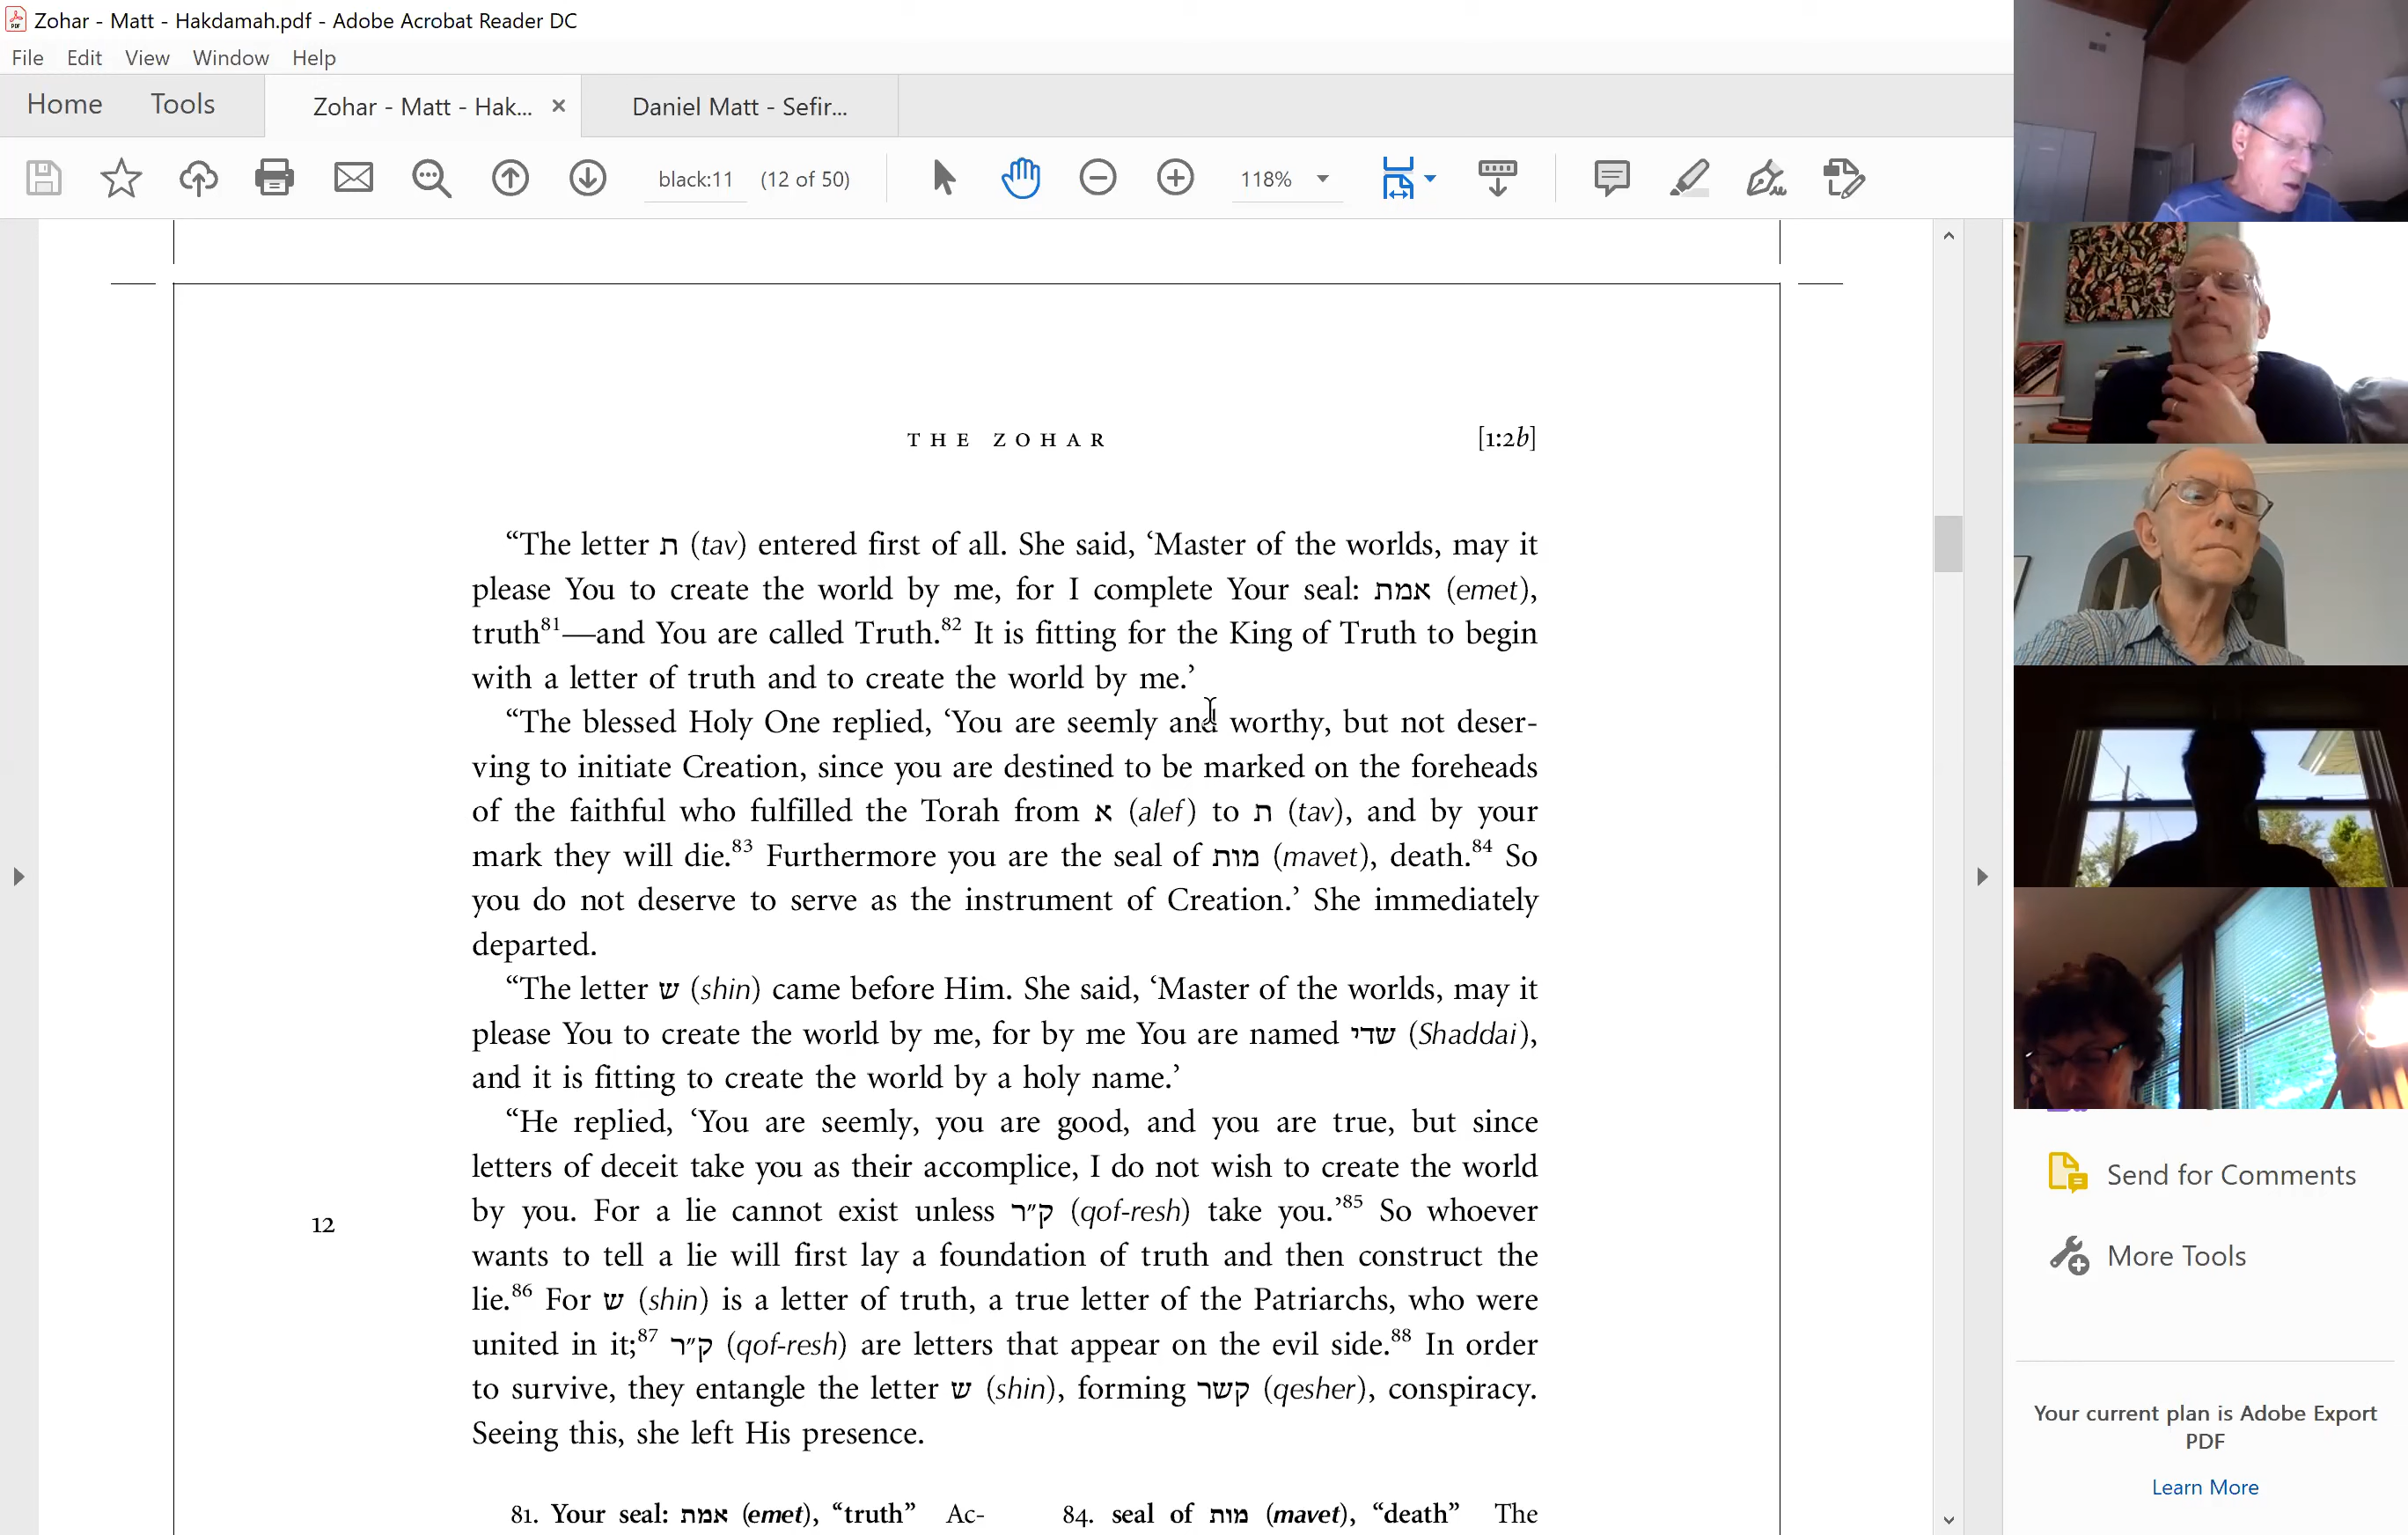 Zohar - Matt - Hakdamah.pdf - Adobe Acrobat Reader DC
File Edit View Window Help
Home Tools Zohar - Matt - Hak... × Daniel Matt - Sefir...
black:11 (12 of 50) 118%
THE ZOHAR [1:2b]
“The letter ת (tav) entered first of all. She said, ‘Master of the worlds, may it
please You to create the world by me, for I complete Your seal: אמת (emet),
truth81—and You are called Truth.82 It is fitting for the King of Truth to begin
with a letter of truth and to create the world by me.’
“The blessed Holy One replied, ‘You are seemly and worthy, but not deser-
ving to initiate Creation, since you are destined to be marked on the foreheads
of the faithful who fulfilled the Torah from א (alef) to ת (tav), and by your
mark they will die.83 Furthermore you are the seal of מות (mavet), death.84 So
you do not deserve to serve as the instrument of Creation.’ She immediately
departed.
“The letter ש (shin) came before Him. She said, ‘Master of the worlds, may it
please You to create the world by me, for by me You are named שדי (Shaddai),
and it is fitting to create the world by a holy name.’
“He replied, ‘You are seemly, you are good, and you are true, but since
letters of deceit take you as their accomplice, I do not wish to create the world
by you. For a lie cannot exist unless ק״ר (qof-resh) take you.’85 So whoever
12
wants to tell a lie will first lay a foundation of truth and then construct the
lie.86 For ש (shin) is a letter of truth, a true letter of the Patriarchs, who were
united in it;87 ק״ר (qof-resh) are letters that appear on the evil side.88 In order
to survive, they entangle the letter ש (shin), forming קשר (qesher), conspiracy.
Seeing this, she left His presence.
81. Your seal: אמת (emet), “truth” Ac-
84. seal of מות (mavet), “death” The
Send for Comments
More Tools
Your current plan is Adobe Export
PDF
Learn More